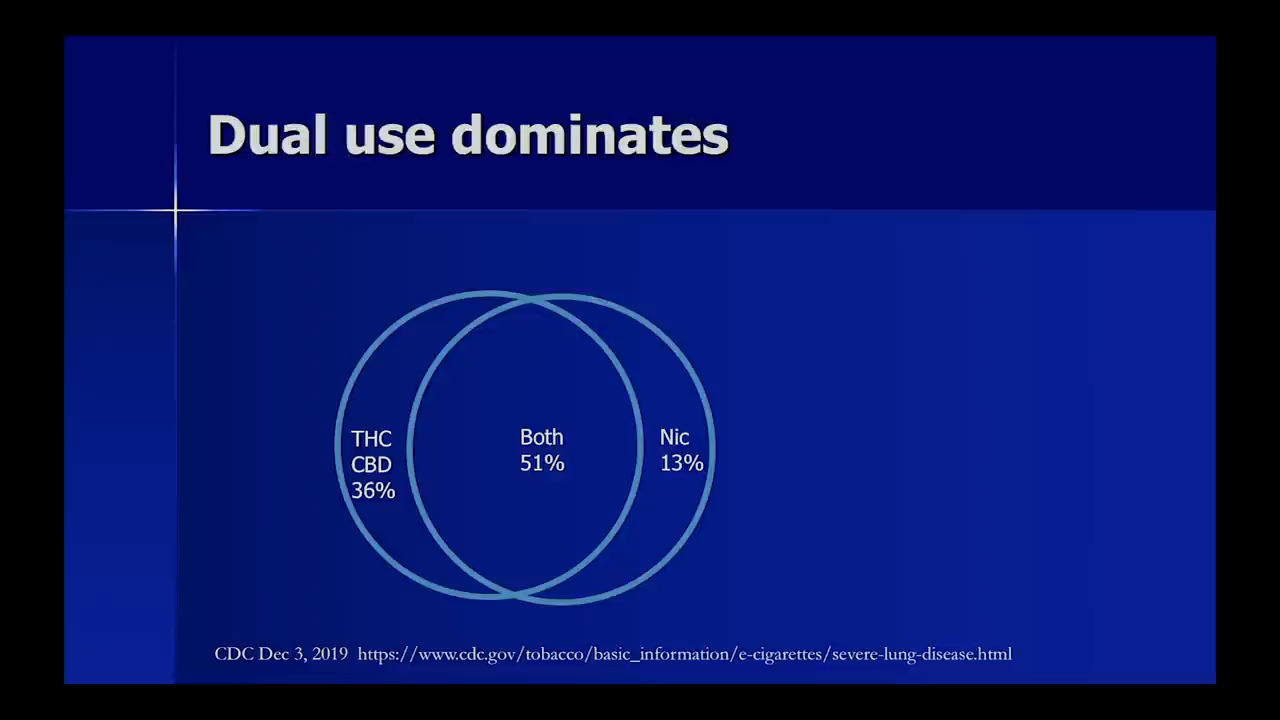 Dual use dominates
THC
CBD
36%
Both
51%
Nic
13%
CDC Dec 3, 2019 https://www.cdc.gov/tobacco/basic_information/e-cigarettes/severe-lung-disease.html